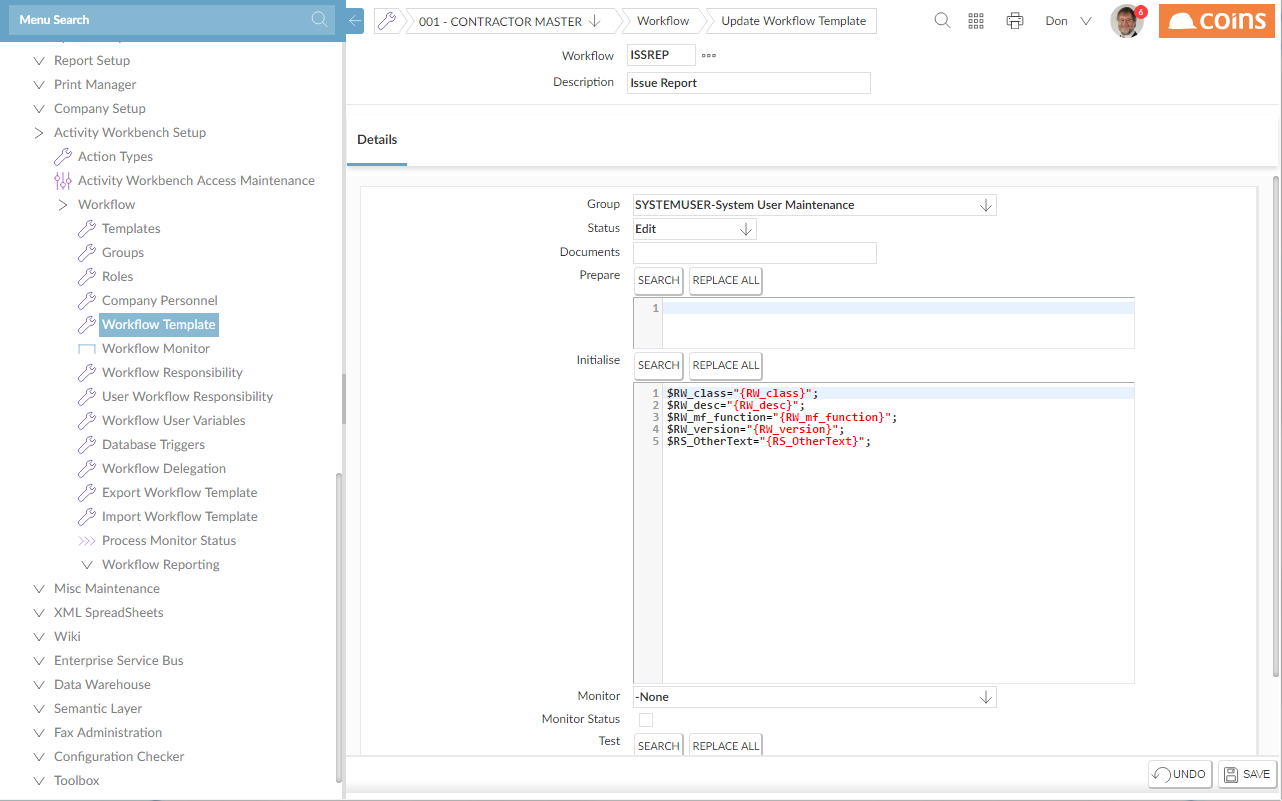 Menu Search
Report Setup
Print Manager
Company Setup
Activity Workbench Setup
Action Types
Activity Workbench Access Maintenance
Workflow
Templates
Groups
Roles
Company Personnel
Workflow Template
Workflow Monitor
Workflow Responsibility
User Workflow Responsibility
Workflow User Variables
Database Triggers
Workflow Delegation
Export Workflow Template
Import Workflow Template
Process Monitor Status
Workflow Reporting
Misc Maintenance
XML SpreadSheets
Wiki
Enterprise Service Bus
Data Warehouse
Semantic Layer
Fax Administration
Configuration Checker
Toolbox
001 - CONTRACTOR MASTER Workflow Update Workflow Template
Don
6
coins
Workflow ISSREP
Description Issue Report
Details
Group SYSTEMUSER-System User Maintenance
Status Edit
Documents
Prepare SEARCH REPLACE ALL
1
Initialise SEARCH REPLACE ALL
1 $RW_class="{RW_class}";
2 $RW_desc="{RW_desc}";
3 $RW_mf_function="{RW_mf_function}";
4 $RW_version="{RW_version}";
5 $RS_OtherText="{RS_OtherText}";
Monitor -None
Monitor Status
Test SEARCH REPLACE ALL
UNDO SAVE